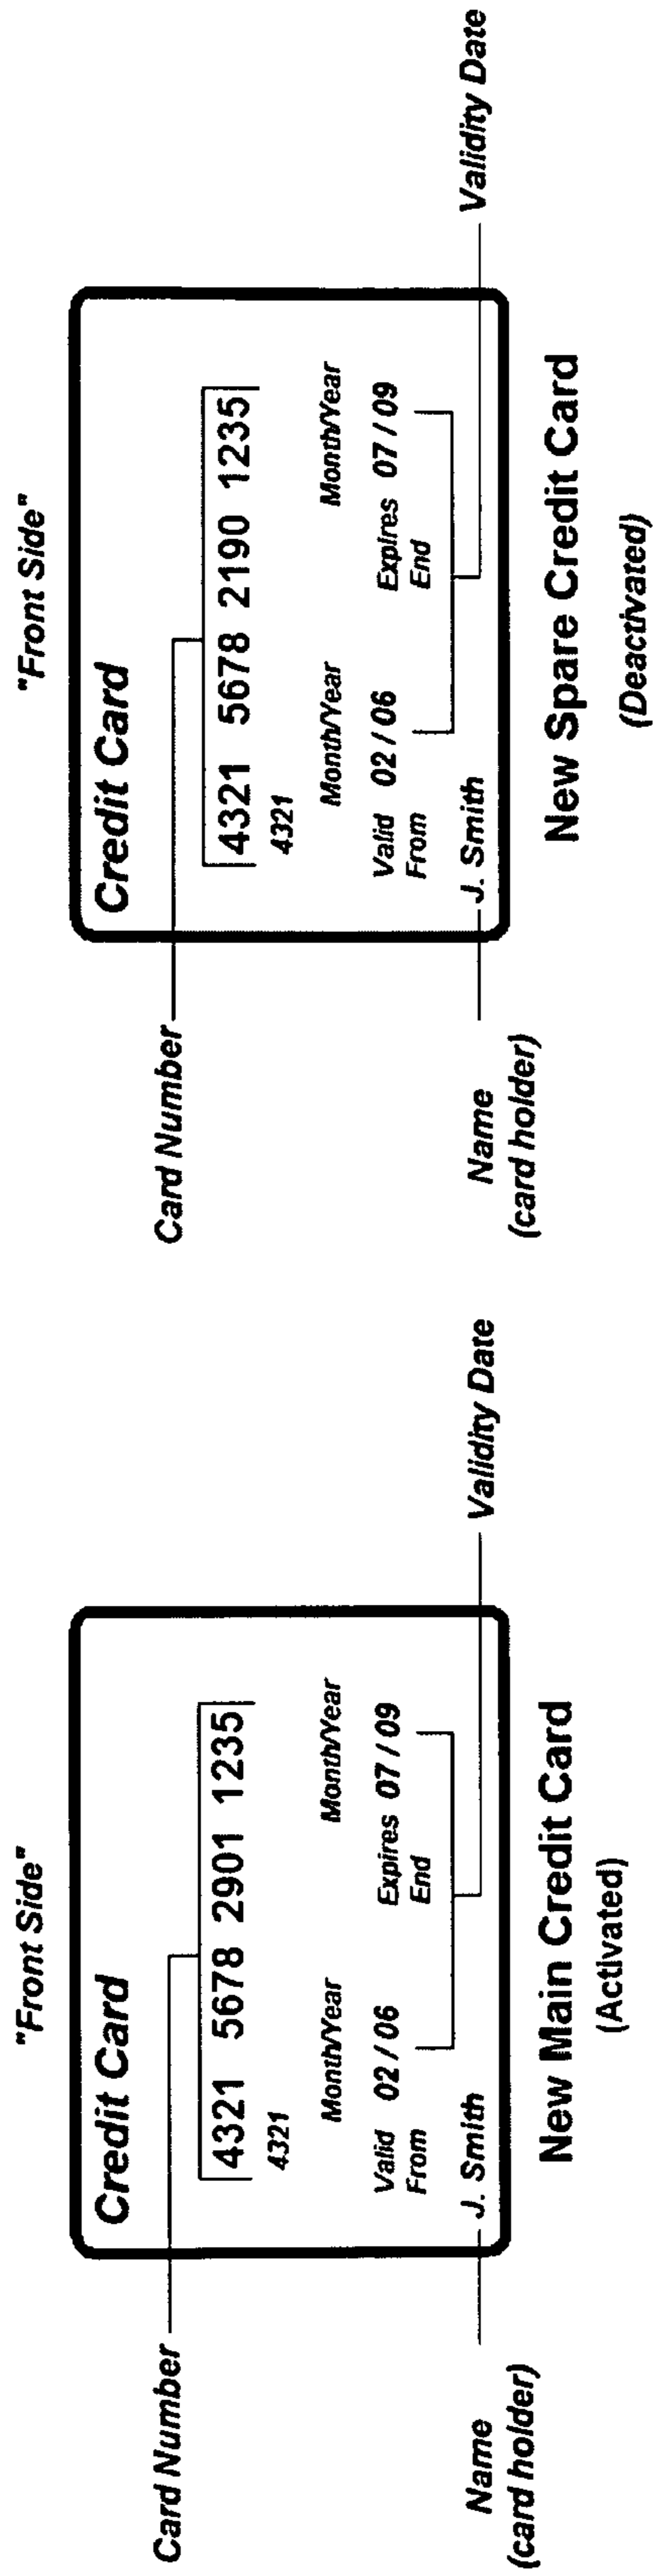 "Front Side"
Credit Card
Card Number
4321 5678 2901 1235
4321
Month/Year Month/Year
Valid From 02 / 06 Expires End 07 / 09
J. Smith
Name
(card holder)
Validity Date
New Main Credit Card
(Activated)
"Front Side"
Credit Card
Card Number
4321 5678 2190 1235
4321
Month/Year Month/Year
Valid From 02 / 06 Expires End 07 / 09
J. Smith
Name
(card holder)
Validity Date
New Spare Credit Card
(Deactivated)